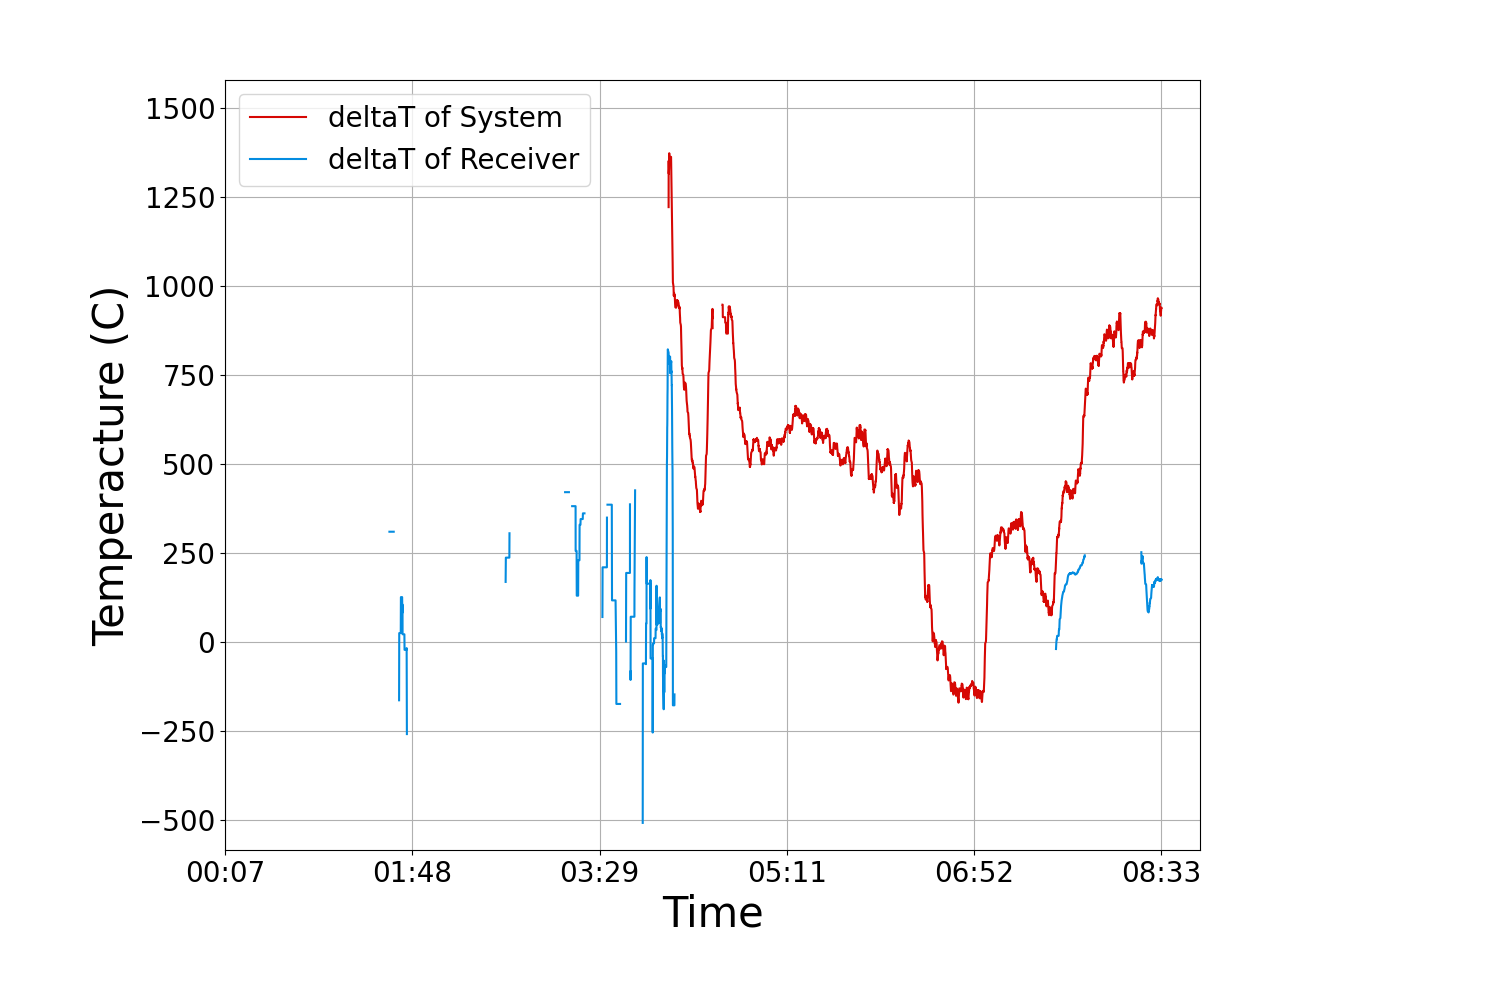 deltaT of System
deltaT of Receiver
1500
1250
1000
750
500
250
0
−250
−500
Temperacture (C)
00:07 01:48 03:29 05:11 06:52 08:33
Time